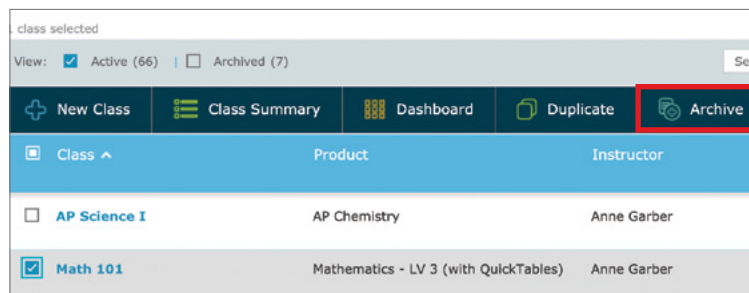 class selected
View: Active (66) | Archived (7)
New Class Class Summary Dashboard Duplicate Archive
Class Product Instructor
AP Science I AP Chemistry Anne Garber
Math 101 Mathematics - LV 3 (with QuickTables) Anne Garber